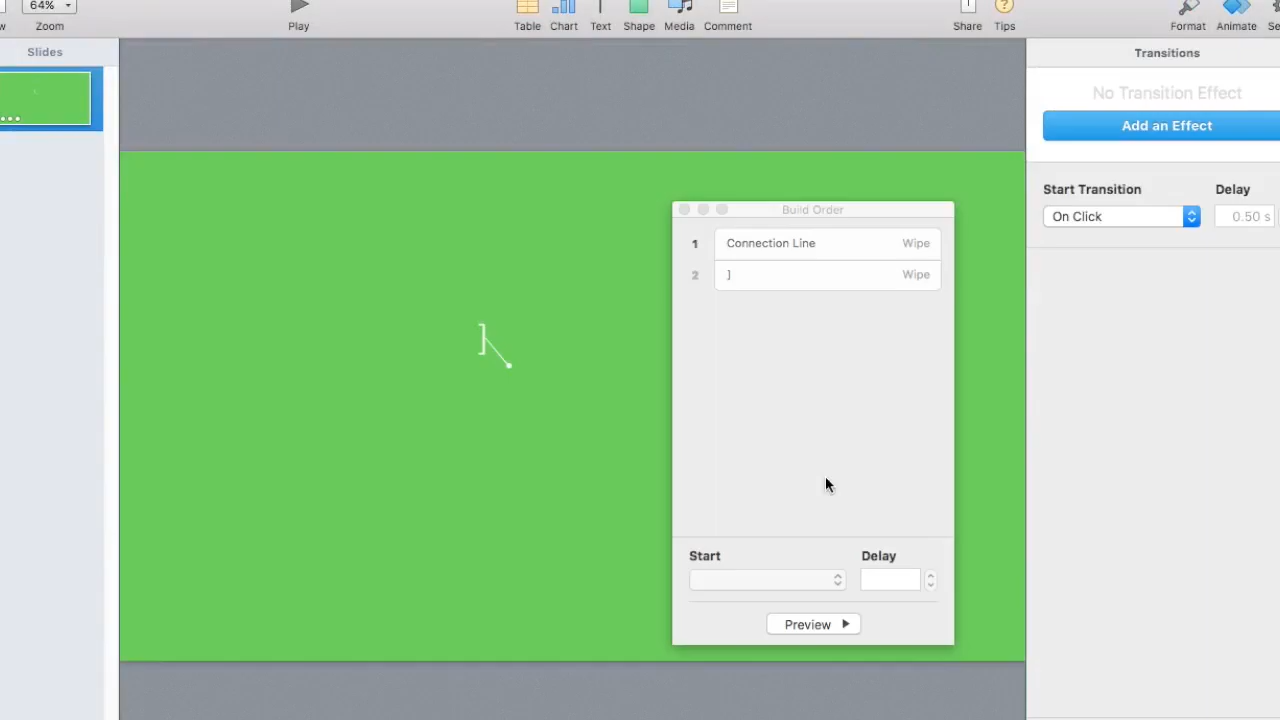 64%
Zoom
Play
Table
Chart
Text
Shape
Media
Comment
Share
Tips
Format
Animate
Slides
Transitions
No Transition Effect
Add an Effect
Start Transition
Delay
On Click
0.50 s
Build Order
1 Connection Line Wipe
2 ] Wipe
]
Start
Delay
Preview